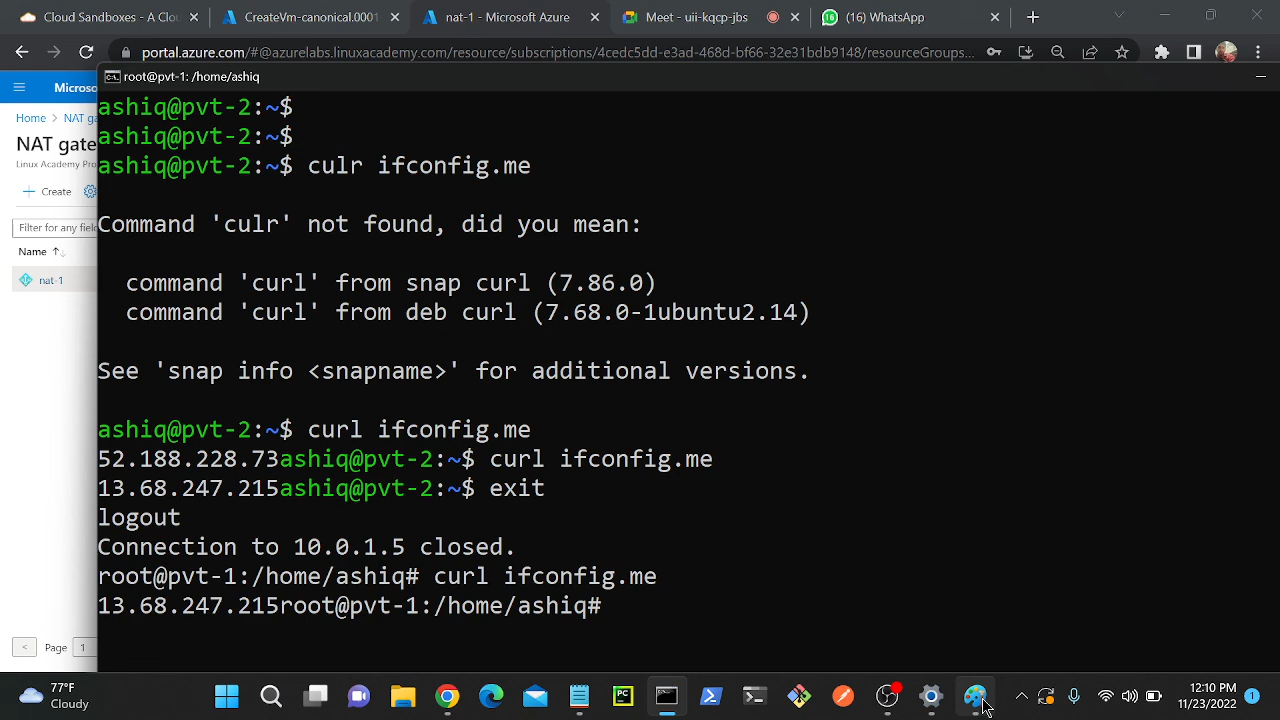 Cloud Sandboxes - A Clou
CreateVm-canonical.0001
nat-1 - Microsoft Azure
Meet - uii-kqcp-jbs
(16) WhatsApp
portal.azure.com/#@azurelabs.linuxacademy.com/resource/subscriptions/4cedc5dd-e3ad-468d-bf66-32e31bdb9148/resourceGroups...
root@pvt-1: /home/ashiq
Microso
Home > NAT g
NAT gate
Linux Academy Pro
+ Create
Filter for any fiel
Name ↑↓
nat-1
< Page 1
ashiq@pvt-2:~$
ashiq@pvt-2:~$
ashiq@pvt-2:~$ culr ifconfig.me
Command 'culr' not found, did you mean:
command 'curl' from snap curl (7.86.0)
command 'curl' from deb curl (7.68.0-1ubuntu2.14)
See 'snap info <snapname>' for additional versions.
ashiq@pvt-2:~$ curl ifconfig.me
52.188.228.73ashiq@pvt-2:~$ curl ifconfig.me
13.68.247.215ashiq@pvt-2:~$ exit
logout
Connection to 10.0.1.5 closed.
root@pvt-1:/home/ashiq# curl ifconfig.me
13.68.247.215root@pvt-1:/home/ashiq#
77°F
Cloudy
PC
12:10 PM
11/23/2022
1